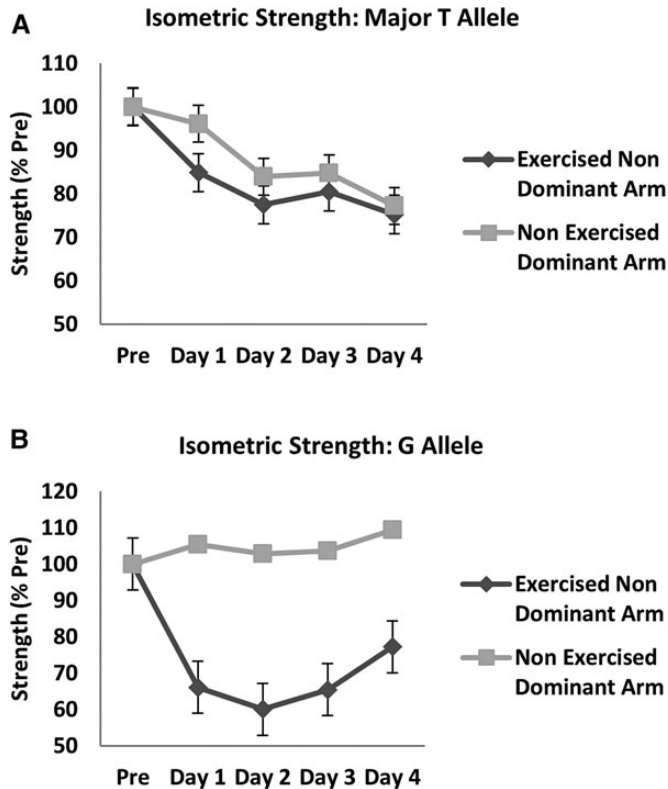 A
Isometric Strength: Major T Allele
Strength (% Pre)
110
100
90
80
70
60
50
Pre Day 1 Day 2 Day 3 Day 4
Exercised Non
Dominant Arm
Non Exercised
Dominant Arm
B
Isometric Strength: G Allele
Strength (% Pre)
120
110
100
90
80
70
60
50
Pre Day 1 Day 2 Day 3 Day 4
Exercised Non
Dominant Arm
Non Exercised
Dominant Arm